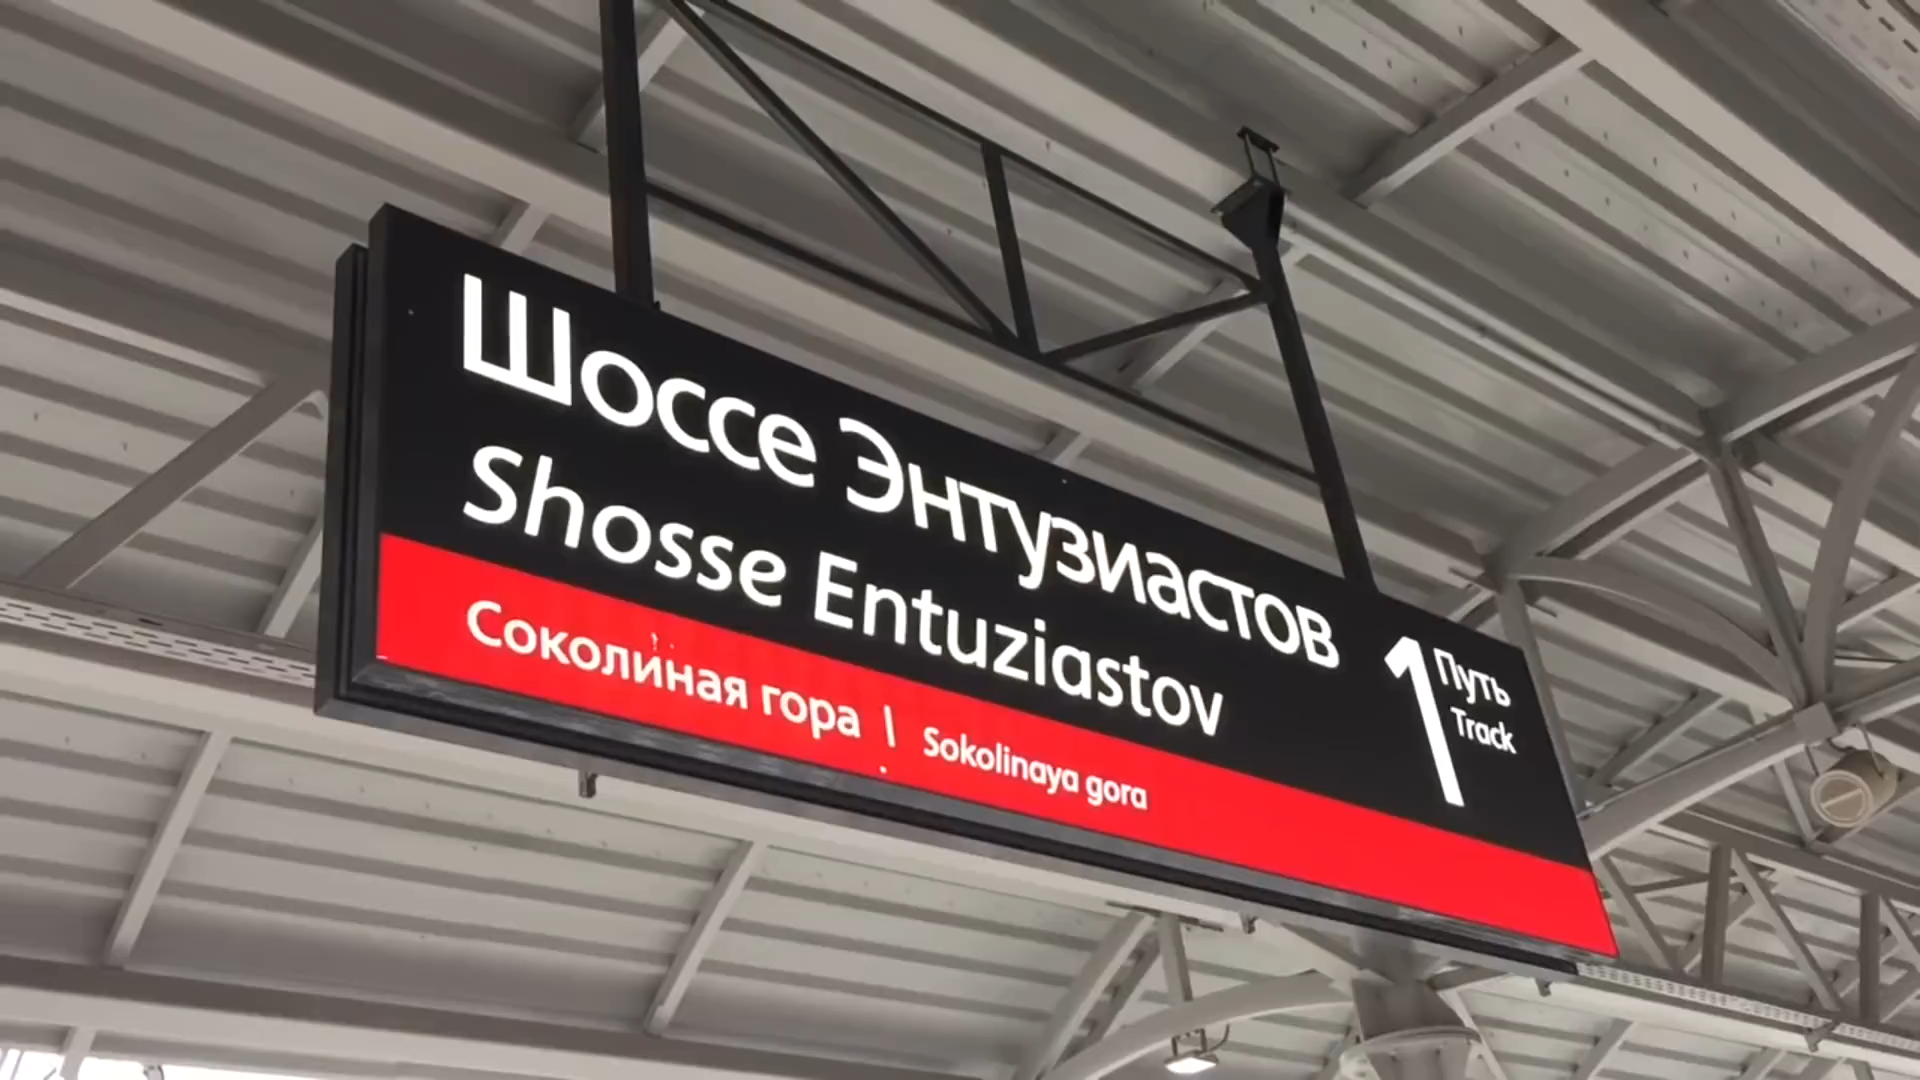 Шоссе Энтузиастов
Shosse Entuziastov
1 Путь
Track
Соколиная гора | Sokolinaya gora